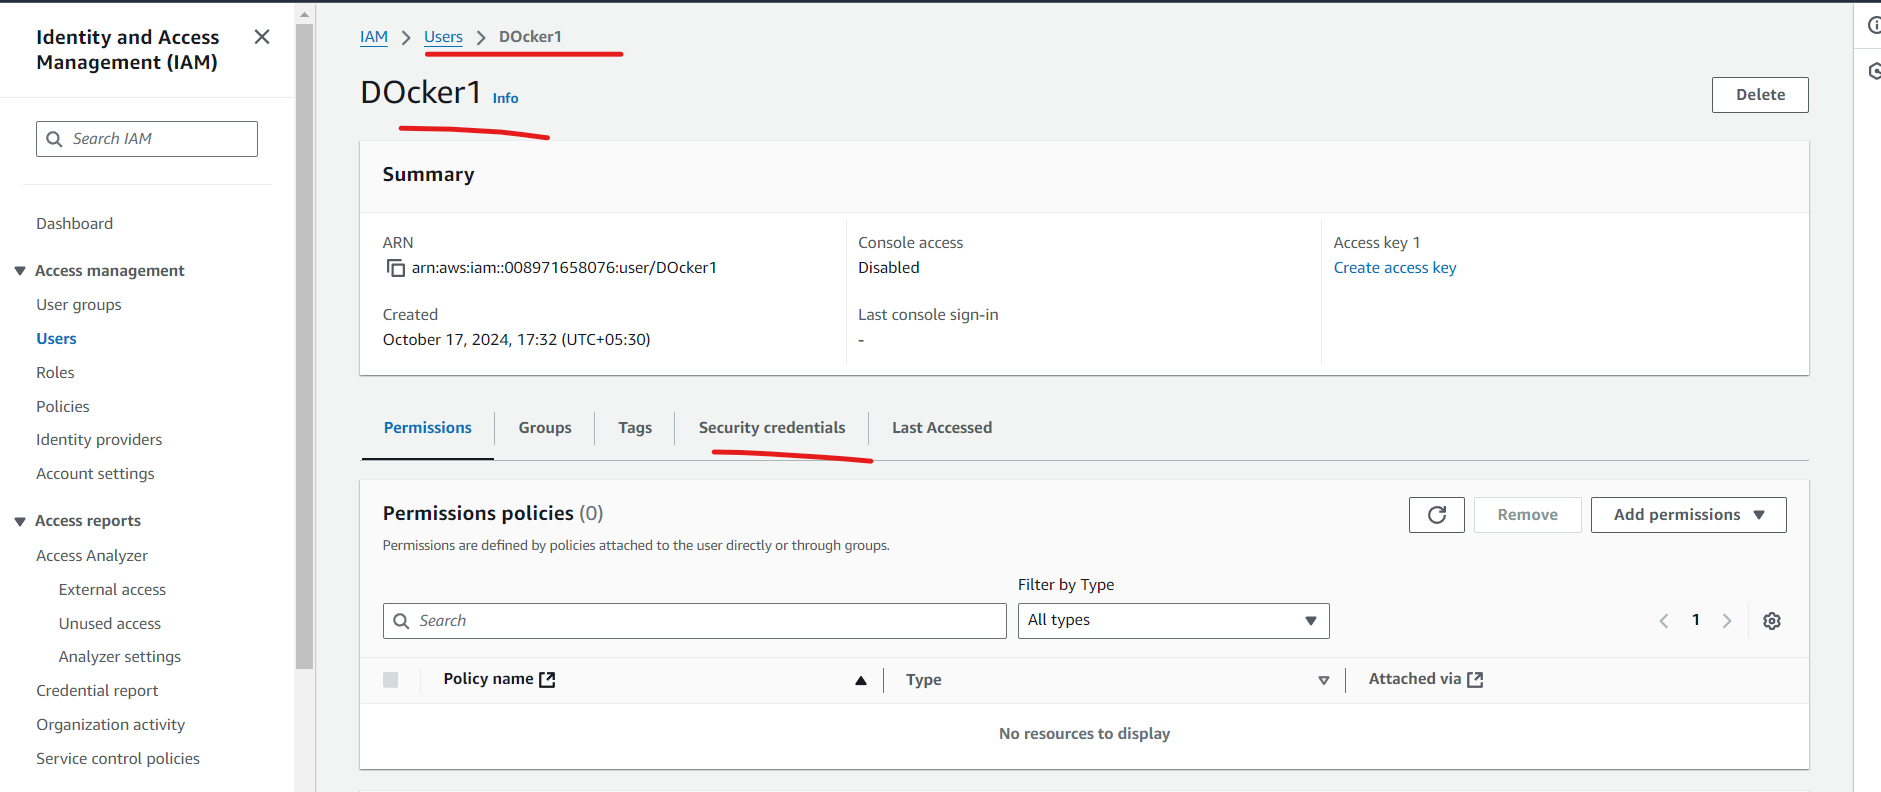 Identity and Access
Management (IAM)
Search IAM
Dashboard
Access management
User groups
Users
Roles
Policies
Identity providers
Account settings
Access reports
Access Analyzer
External access
Unused access
Analyzer settings
Credential report
Organization activity
Service control policies
IAM > Users > DOcker1
DOcker1 Info
Delete
Summary
ARN
arn:aws:iam::008971658076:user/DOcker1
Created
October 17, 2024, 17:32 (UTC+05:30)
Console access
Disabled
Last console sign-in
-
Access key 1
Create access key
Permissions Groups Tags Security credentials Last Accessed
Permissions policies (0)
Remove Add permissions
Permissions are defined by policies attached to the user directly or through groups.
Filter by Type
Search
All types
1
Policy name Type Attached via
No resources to display